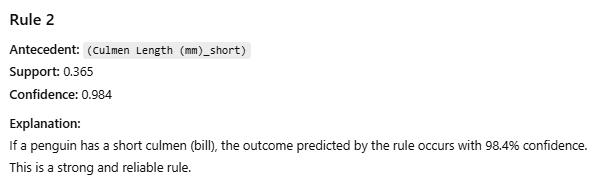 Rule 2
Antecedent: (Culmen Length (mm)_short)
Support: 0.365
Confidence: 0.984
Explanation:
If a penguin has a short culmen (bill), the outcome predicted by the rule occurs with 98.4% confidence.
This is a strong and reliable rule.